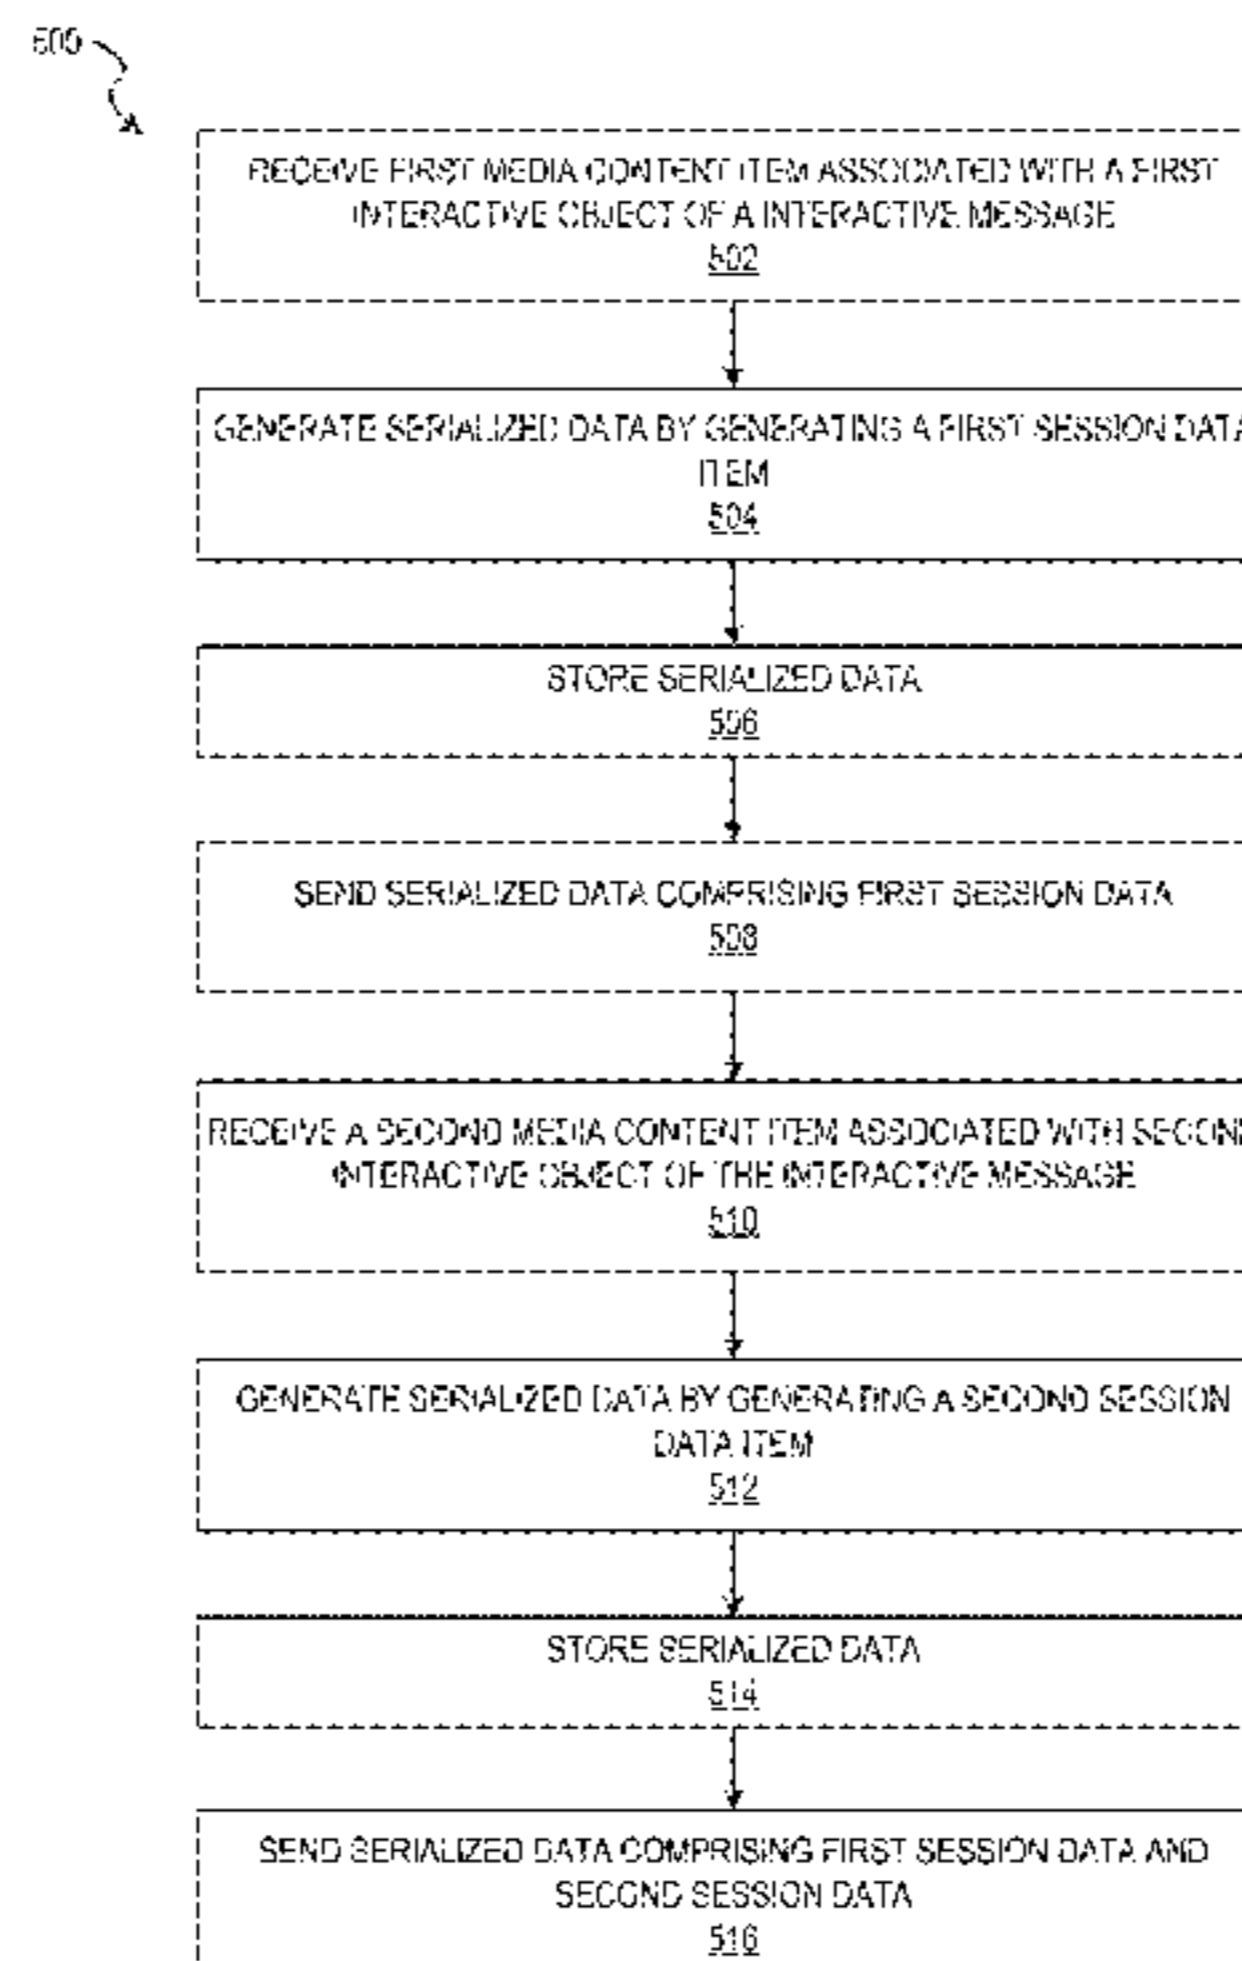 500
RECEIVE FIRST MEDIA CONTENT ITEM ASSOCIATED WITH A FIRST
INTERACTIVE OBJECT OF A INTERACTIVE MESSAGE
502
GENERATE SERIALIZED DATA BY GENERATING A FIRST SESSION DATA
ITEM
504
STORE SERIALIZED DATA
506
SEND SERIALIZED DATA COMPRISING FIRST SESSION DATA
508
RECEIVE A SECOND MEDIA CONTENT ITEM ASSOCIATED WITH SECOND
INTERACTIVE OBJECT OF THE INTERACTIVE MESSAGE
510
GENERATE SERIALIZED DATA BY GENERATING A SECOND SESSION
DATA ITEM
512
STORE SERIALIZED DATA
514
SEND SERIALIZED DATA COMPRISING FIRST SESSION DATA AND
SECOND SESSION DATA
516